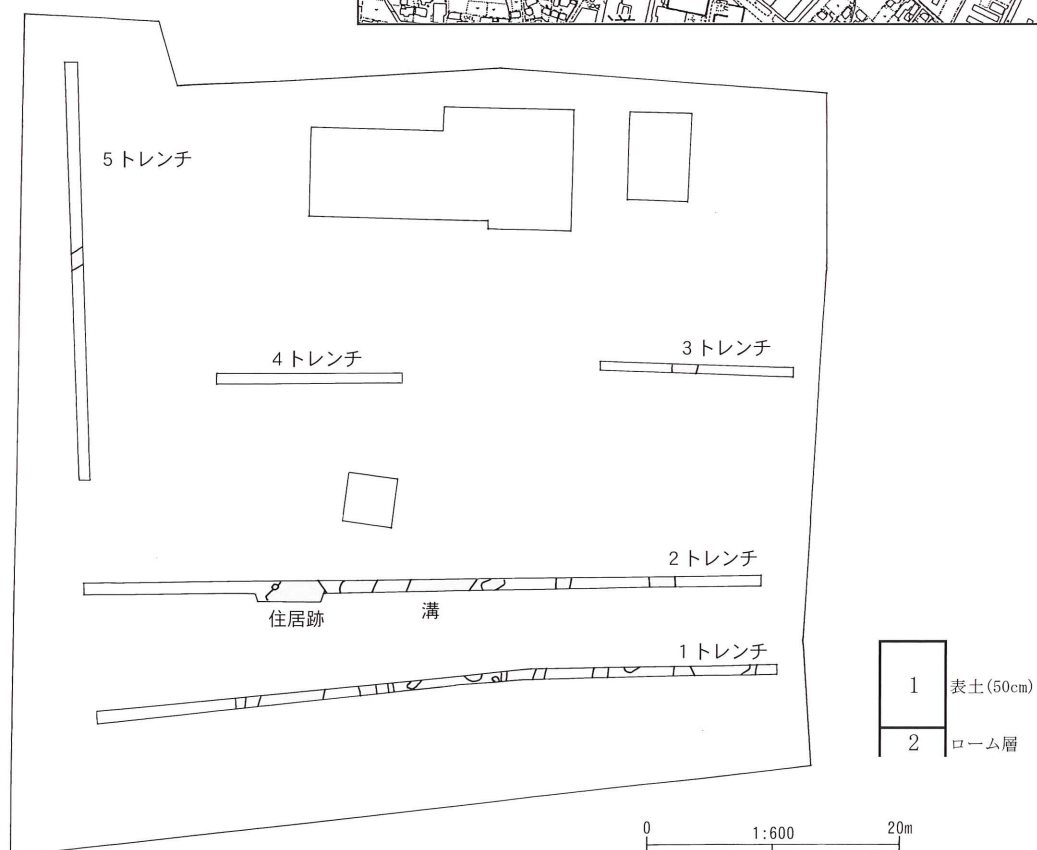 5トレンチ
4トレンチ
3トレンチ
2トレンチ
住居跡
溝
1トレンチ
1 表土(50cm)
2 ローム層
0 1:600 20m